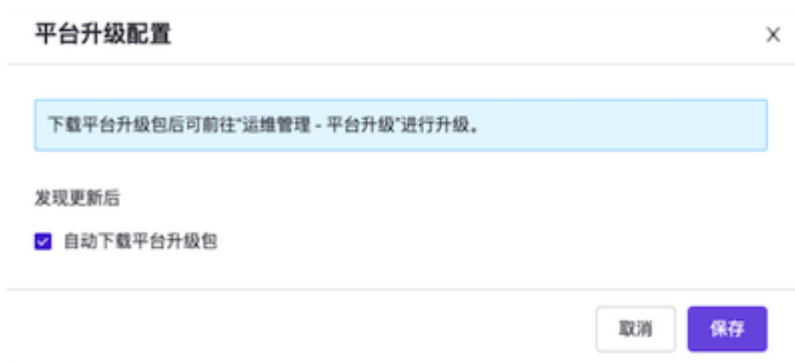 平台升级配置
下载平台升级包后可前往"运维管理 - 平台升级"进行升级。
发现更新后
自动下载平台升级包
取消
保存